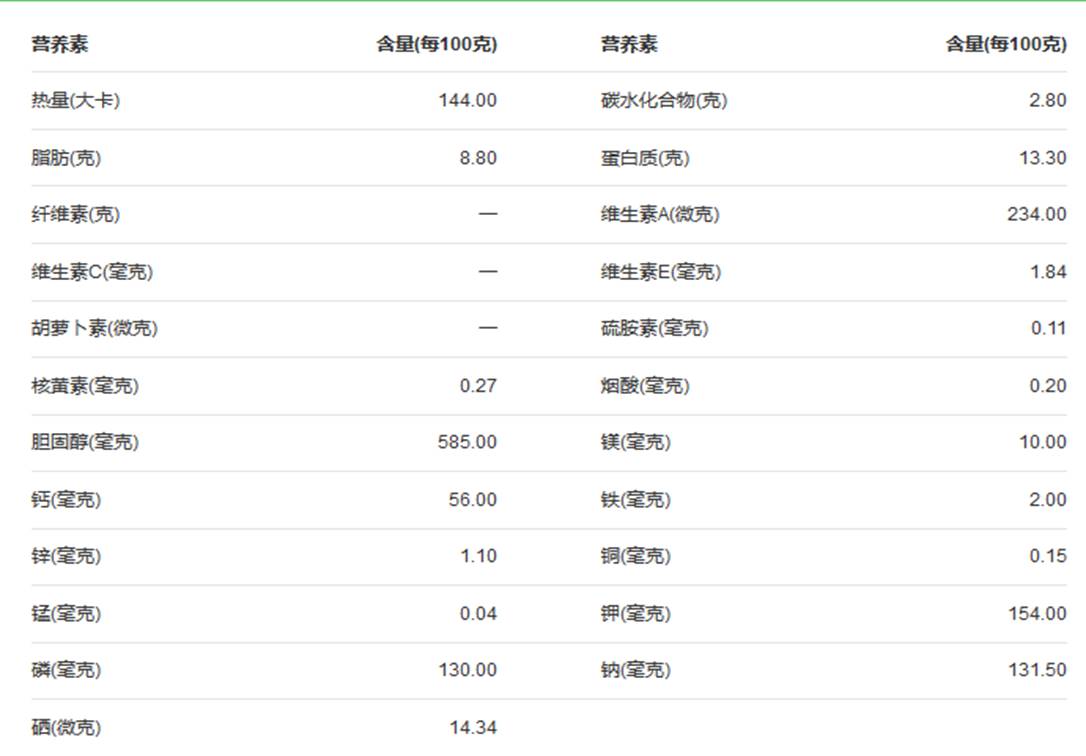 营养素 含量(每100克) 营养素 含量(每100克)
热量(大卡) 144.00 碳水化合物(克) 2.80
脂肪(克) 8.80 蛋白质(克) 13.30
纤维素(克) — 维生素A(微克) 234.00
维生素C(毫克) — 维生素E(毫克) 1.84
胡萝卜素(微克) — 硫胺素(毫克) 0.11
核黄素(毫克) 0.27 烟酸(毫克) 0.20
胆固醇(毫克) 585.00 镁(毫克) 10.00
钙(毫克) 56.00 铁(毫克) 2.00
锌(毫克) 1.10 铜(毫克) 0.15
锰(毫克) 0.04 钾(毫克) 154.00
磷(毫克) 130.00 钠(毫克) 131.50
硒(微克) 14.34